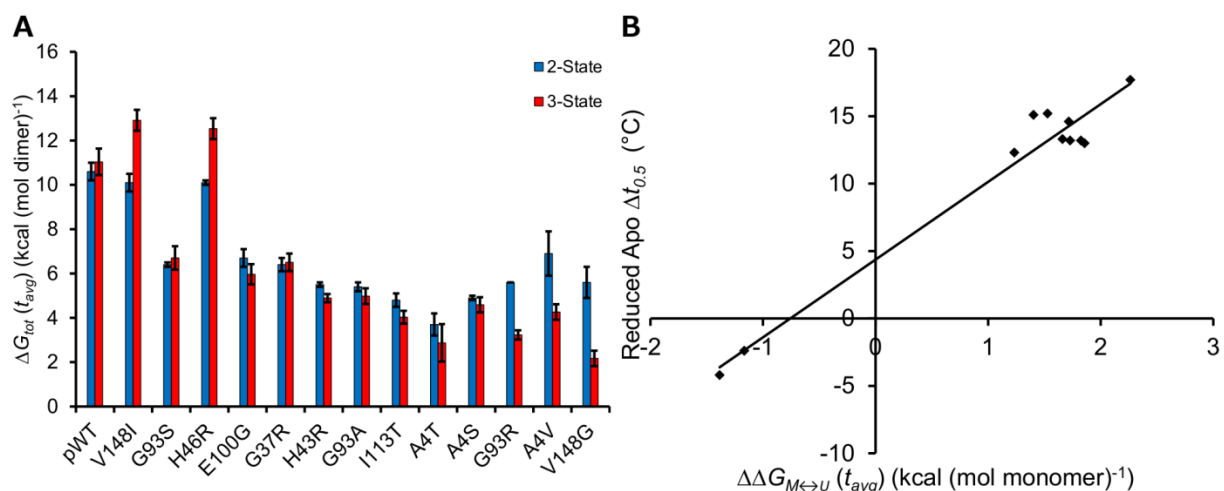 A
ΔG_tot (t_avg) (kcal (mol dimer)⁻¹)
16
14
12
10
8
6
4
2
0
2-State
3-State
pWT
V148I
G93S
H46R
E100G
G37R
H43R
G93A
I113T
A4T
A4S
G93R
A4V
V148G
B
Reduced Apo Δt_0.5 (°C)
20
15
10
5
0
-5
-10
-2
-1
0
1
2
ΔΔG_M↔U (t_avg) (kcal (mol monomer)⁻¹)